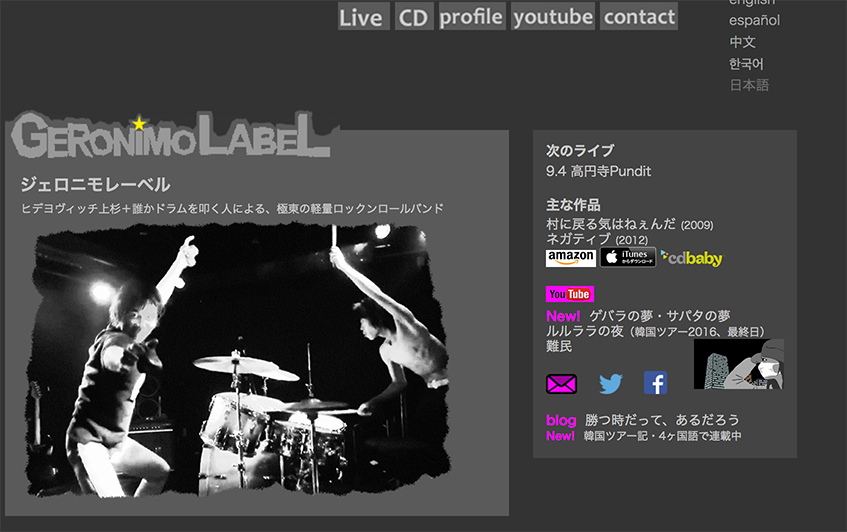 Live CD profile youtube contact
english
español
中文
한국어
日本語
GERONIMO LABEL
ジェロニモレーベル
ヒデヨヴィッチ上杉＋誰かドラムを叩く人による、極東の軽量ロックンロールバンド
次のライブ
9.4 高円寺Pundit
主な作品
村に戻る気はねぇんだ (2009)
ネガティブ (2012)
amazon iTunes からダウンロード cdbaby
YouTube
New! ゲバラの夢・サパタの夢
ルルララの夜（韓国ツアー2016、最終日）
難民
blog 勝つ時だって、あるだろう
New! 韓国ツアー記・4ヶ国語で連載中